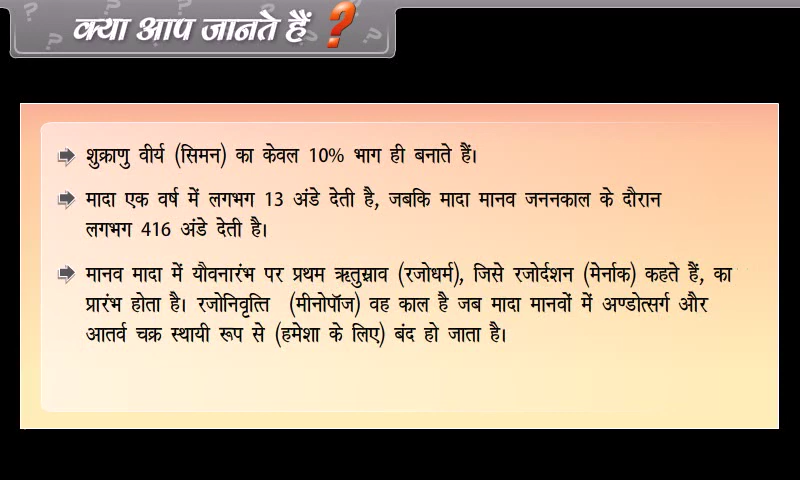 क्या आप जानते हैं ?
शुक्राणु वीर्य (सिमन) का केवल 10% भाग ही बनाते हैं।
मादा एक वर्ष में लगभग 13 अंडे देती है, जबकि मादा मानव जननकाल के दौरान
लगभग 416 अंडे देती है।
मानव मादा में यौवनारंभ पर प्रथम ऋतुस्राव (रजोधर्म), जिसे रजोर्दशन (मेर्नाक) कहते हैं, का
प्रारंभ होता है। रजोनिवृत्ति (मीनोपॉज) वह काल है जब मादा मानवों में अण्डोत्सर्ग और
आतर्व चक्र स्थायी रूप से (हमेशा के लिए) बंद हो जाता है।